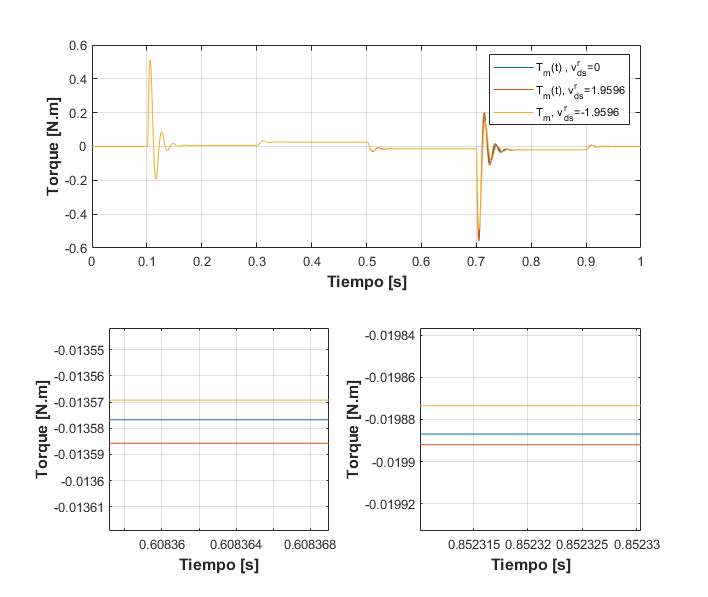 0.6
0.4
0.2
0
-0.2
-0.4
-0.6
Torque [N.m]
T_m(t) , v^r_ds=0
T_m(t), v^r_ds=1.9596
T_m, v^r_ds=-1.9596
0 0.1 0.2 0.3 0.4 0.5 0.6 0.7 0.8 0.9 1
Tiempo [s]
-0.01355
-0.01356
-0.01357
-0.01358
-0.01359
-0.0136
-0.01361
Torque [N.m]
0.60836 0.608364 0.608368
Tiempo [s]
-0.01984
-0.01986
-0.01988
-0.0199
-0.01992
Torque [N.m]
0.852315 0.85232 0.852325 0.85233
Tiempo [s]